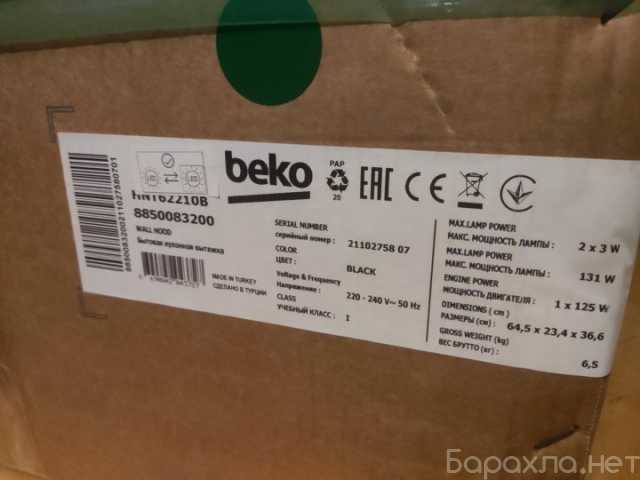 beko
PAP
20
EAC
CE
HNT62210B
8850083200
WALL HOOD
Бытовая кухонная вытяжка
MADE IN TURKEY
СДЕЛАНО В ТУРЦИИ
8850083200211027580701
SERIAL NUMBER
серийный номер : 21102758 07
COLOR
ЦВЕТ : BLACK
Voltage & Frequency
Напряжение : 220 - 240 V~ 50 Hz
CLASS
УЧЕБНЫЙ КЛАСС : I
MAX.LAMP POWER
МАКС. МОЩНОСТЬ ЛАМПЫ : 2 x 3 W
MAX.LAMP POWER
МАКС. МОЩНОСТЬ ЛАМПЫ : 131 W
ENGINE POWER
МОЩНОСТЬ ДВИГАТЕЛЯ : 1 x 125 W
DIMENSIONS ( cm )
РАЗМЕРЫ (см) : 64,5 x 23,4 x 36,6
GROSS WEIGHT (kg)
ВЕС БРУТТО (кг) : 6,5
Барахла.нет